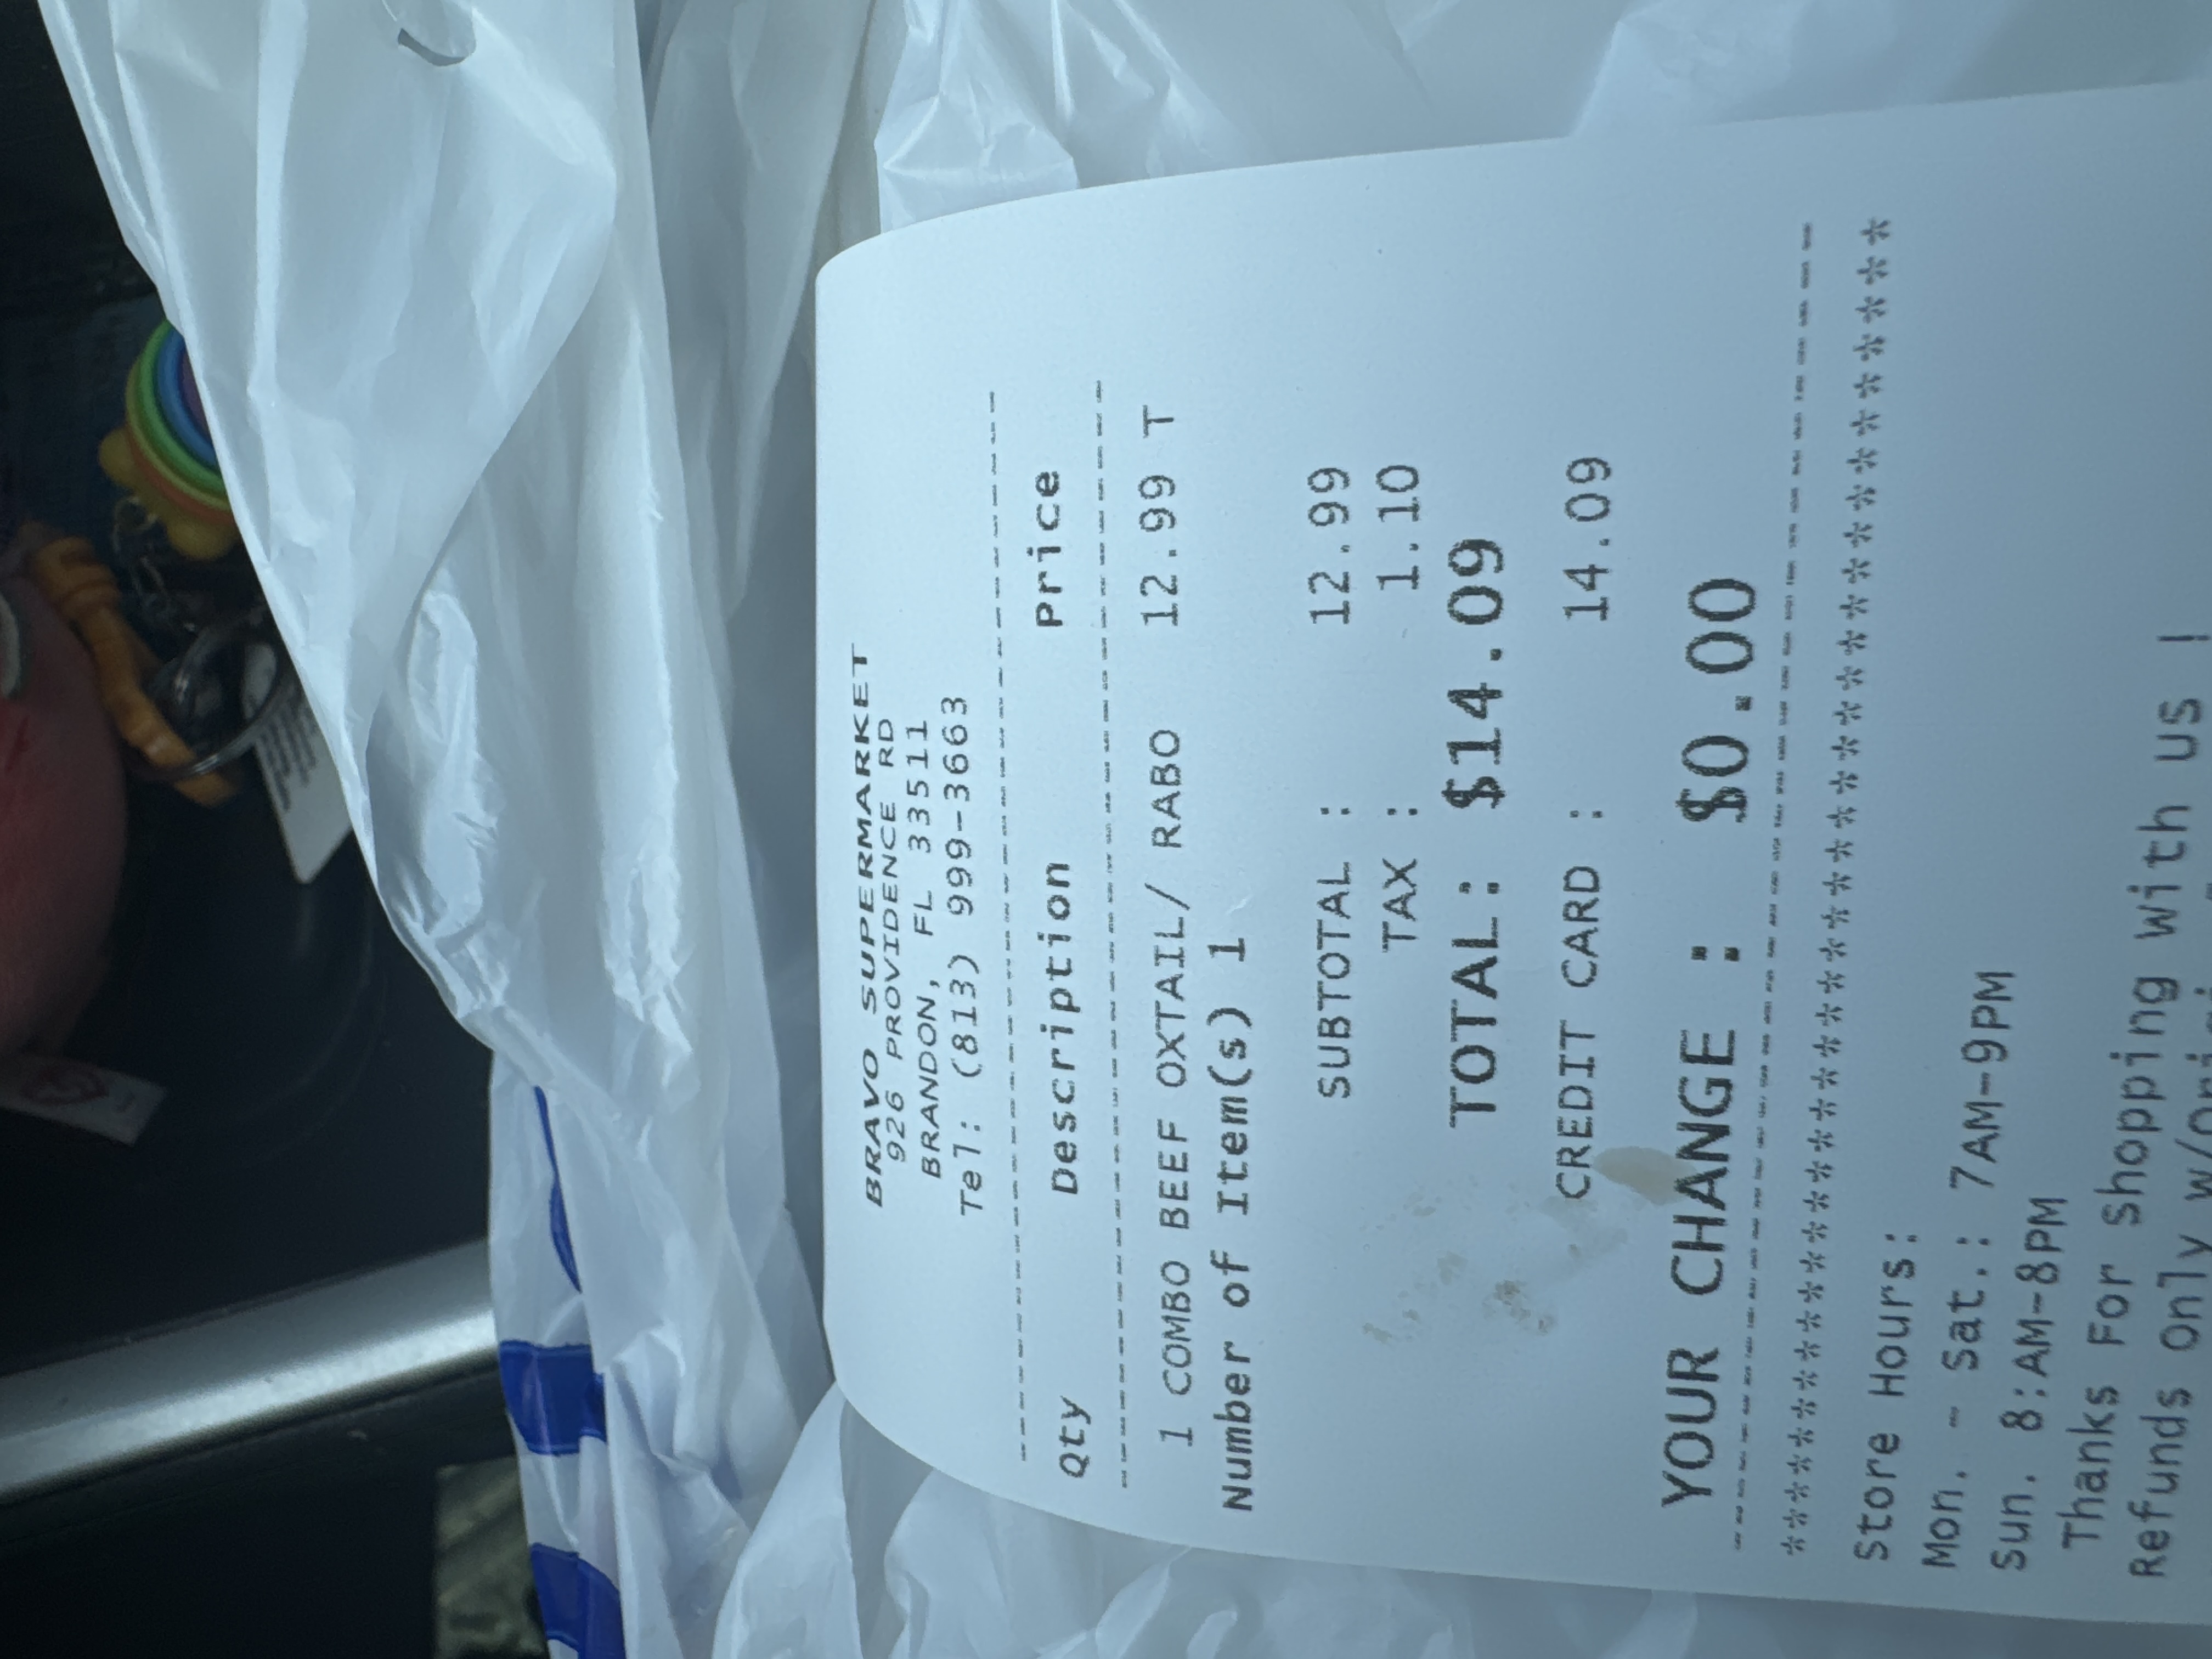 BRAVO SUPERMARKET
926 PROVIDENCE RD
BRANDON, FL 33511
Tel: (813) 999-3663
--------------------------------
Qty Description Price
--------------------------------
1 COMBO BEEF OXTAIL/ RABO 12.99 T
Number of Item(s) 1
SUBTOTAL : 12.99
TAX : 1.10
TOTAL: $14.09
CREDIT CARD : 14.09
YOUR CHANGE : $0.00
--------------------------------
****************************************
Store Hours:
Mon. - Sat.: 7AM-9PM
Sun. 8:AM-8PM
Thanks For shopping with us !
Refunds only